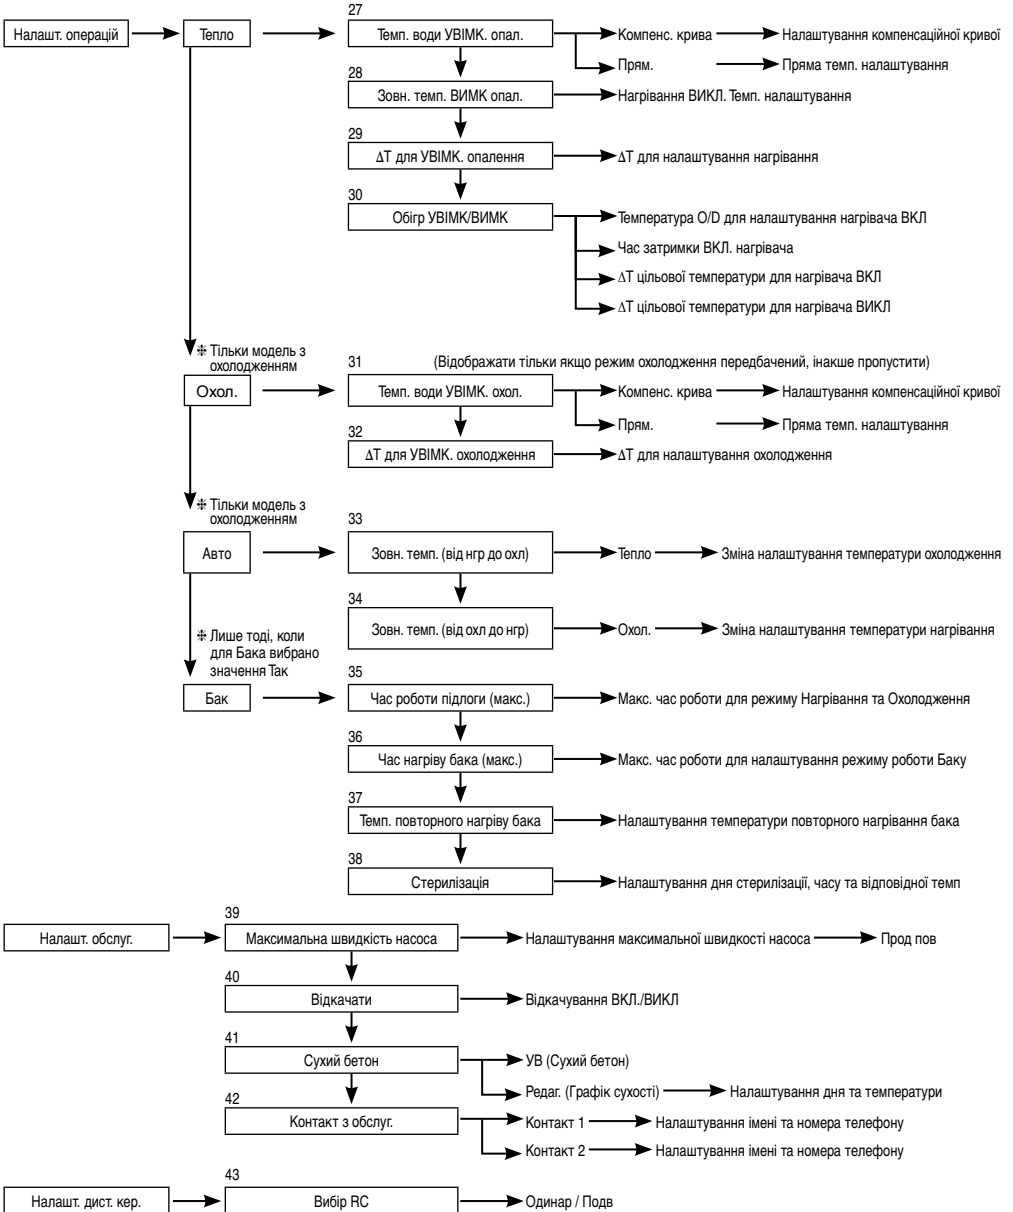 27
Налашт. операцій
Тепло
Темп. води УВІМК. опал.
Компенс. крива
Налаштування компенсаційної кривої
Прям.
Пряма темп. налаштування
28
Зовн. темп. ВИМК опал.
Нагрівання ВИКЛ. Темп. налаштування
29
ΔT для УВІМК. опалення
ΔT для налаштування нагрівання
30
Обігр УВІМК/ВИМК
Температура O/D для налаштування нагрівача ВКЛ
Час затримки ВКЛ. нагрівача
ΔT цільової температури для нагрівача ВКЛ
ΔT цільової температури для нагрівача ВИКЛ
⁜ Тільки модель з
охолодженням
31
(Відображати тільки якщо режим охолодження передбачений, інакше пропустити)
Охол.
Темп. води УВІМК. охол.
Компенс. крива
Налаштування компенсаційної кривої
Прям.
Пряма темп. налаштування
32
ΔT для УВІМК. охолодження
ΔT для налаштування охолодження
⁜ Тільки модель з
охолодженням
33
Авто
Зовн. темп. (від нгр до охл)
Тепло
Зміна налаштування температури охолодження
34
Зовн. темп. (від охл до нгр)
Охол.
Зміна налаштування температури нагрівання
⁜ Лише тоді, коли
для Бака вибрано
значення Так
35
Бак
Час роботи підлоги (макс.)
Макс. час роботи для режиму Нагрівання та Охолодження
36
Час нагріву бака (макс.)
Макс. час роботи для налаштування режиму роботи Баку
37
Темп. повторного нагріву бака
Налаштування температури повторного нагрівання бака
38
Стерилізація
Налаштування дня стерилізації, часу та відповідної темп
39
Налашт. обслуг.
Максимальна швидкість насоса
Налаштування максимальної швидкості насоса
Прод пов
40
Відкачати
Відкачування ВКЛ./ВИКЛ
41
Сухий бетон
УВ (Сухий бетон)
Редаг. (Графік сухості)
Налаштування дня та температури
42
Контакт з обслуг.
Контакт 1
Налаштування імені та номера телефону
Контакт 2
Налаштування імені та номера телефону
43
Налашт. дист. кер.
Вибір RC
Одинар / Подв